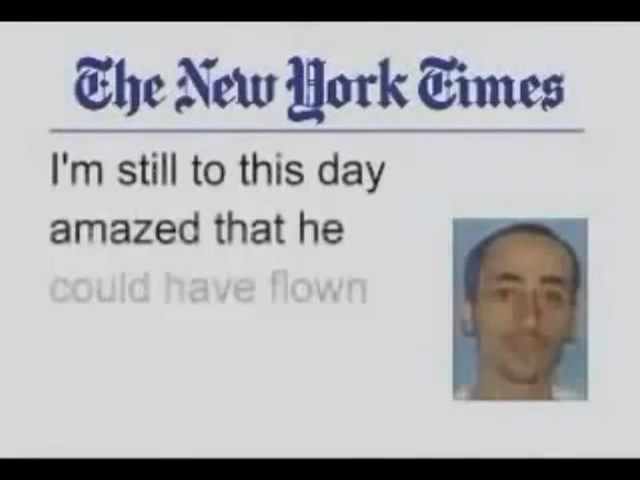 The New York Times
I'm still to this day
amazed that he
could have flown